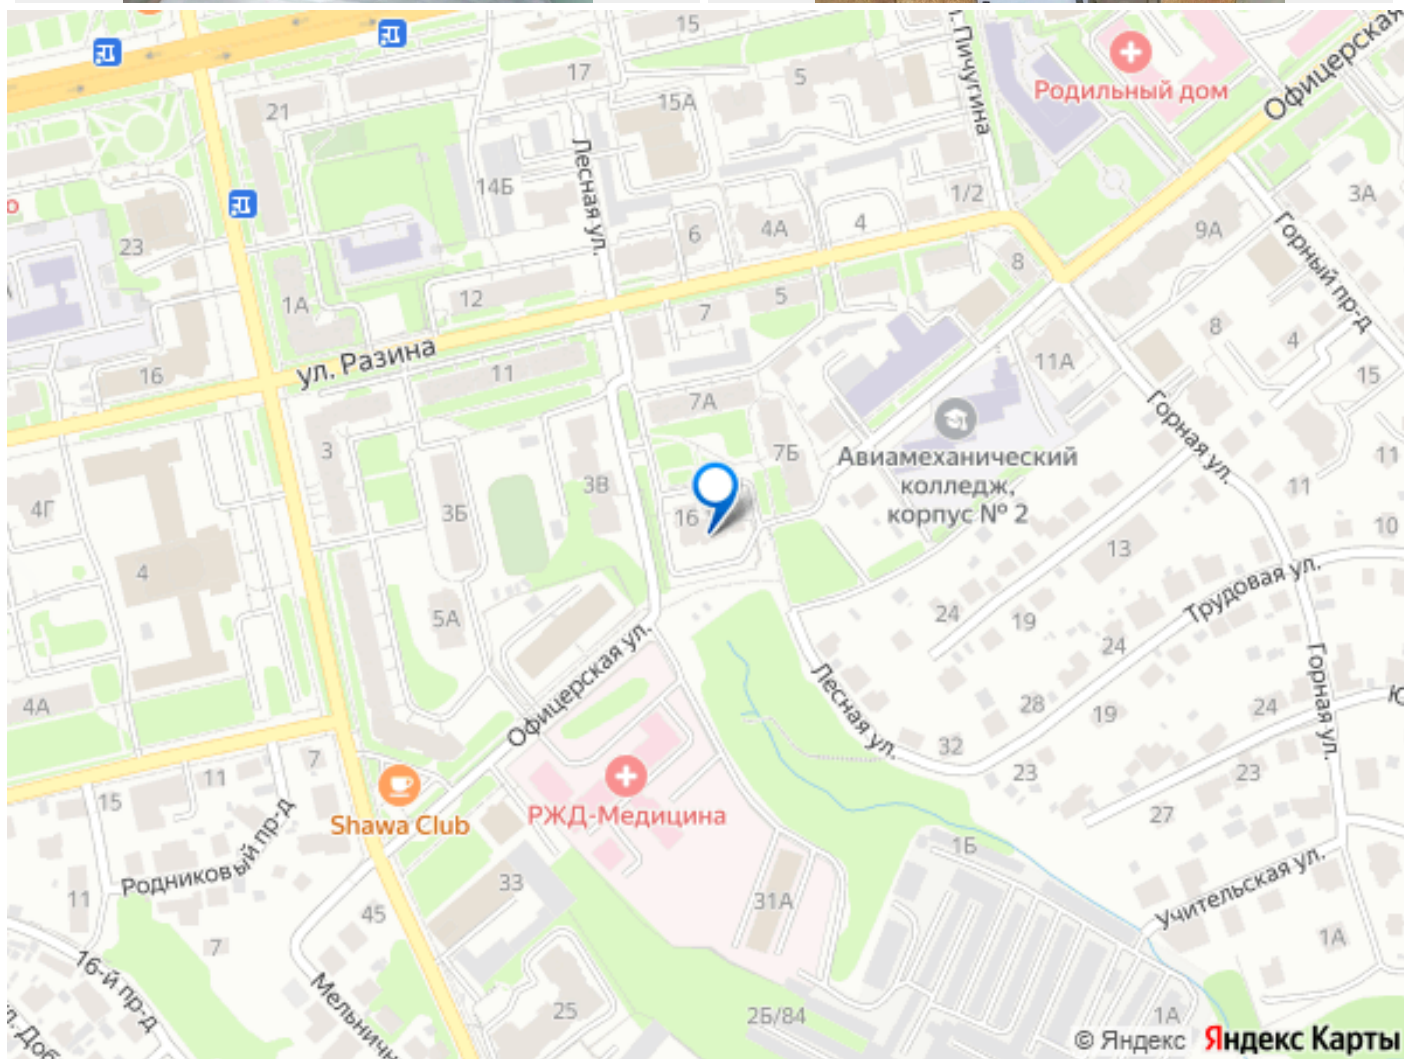 15
л. Пичугина
Родильный дом
Офицерская
17
5
21
15А
Лесная ул.
14Б
1/2
3А
о
23
6
4А
4
9А
8
Горный пр-д
1А
12
7
5
8
4
ул. Разина
16
11
11А
15
7А
Горная ул.
3
7Б
Авиамеханический
колледж,
корпус № 2
11
4Г
3Б
3В
16
11
10
4
13
Трудовая ул.
5А
24
19
24
Офицерская ул.
Лесная ул.
Горная ул.
4А
28
19
24
Ю
7
32
23
23
11
15
РЖД-Медицина
27
Shawa Club
Родниковый пр-д
1Б
33
31А
Учительская ул.
11
45
7
1А
16-й пр-д
Мельничн
25
2Б/84
1А
л. Доб
© Яндекс Яндекс Карты